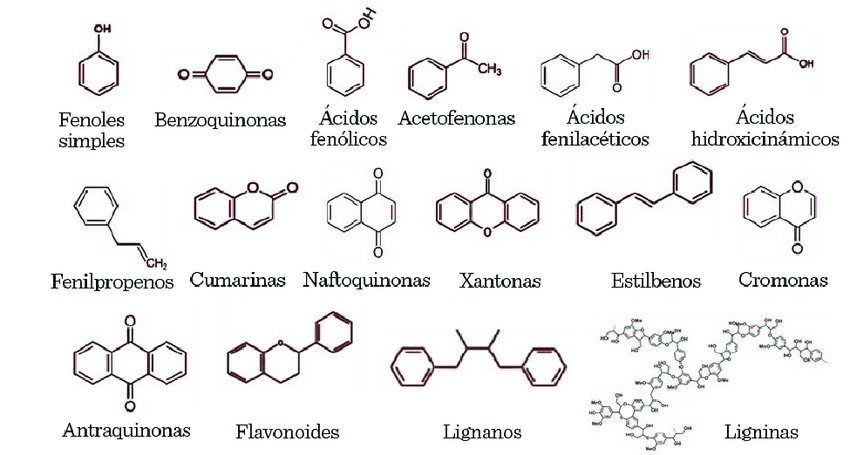 OH
O
O
O
OH
O
CH3
OH
O
O
OH
Fenoles
simples
Benzoquinonas
Ácidos
fenólicos
Acetofenonas
Ácidos
fenilacéticos
Ácidos
hidroxicinámicos
CH2
O
O
O
O
O
O
O
O
Fenilpropenos
Cumarinas
Naftoquinonas
Xantonas
Estilbenos
Cromonas
O
O
O
Antraquinonas
Flavonoides
Lignanos
Ligninas